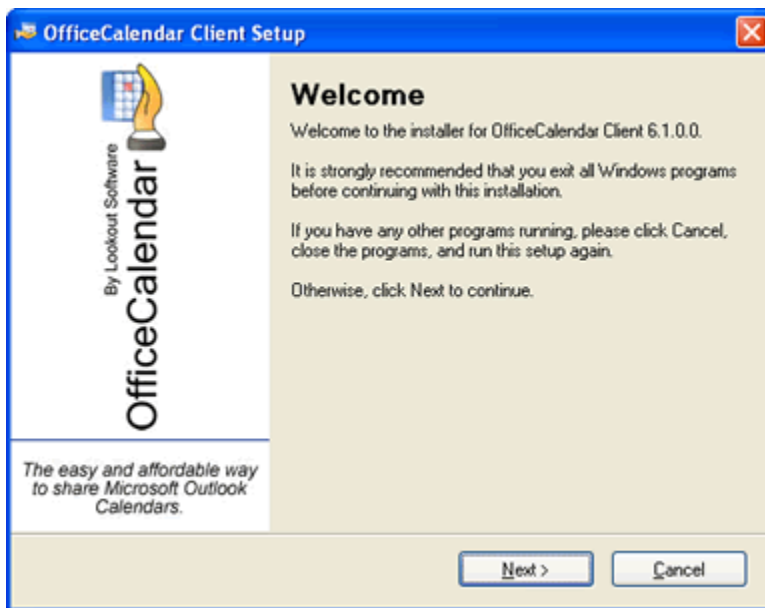 OfficeCalendar Client Setup
By Lookout Software
OfficeCalendar
The easy and affordable way
to share Microsoft Outlook
Calendars.
Welcome
Welcome to the installer for OfficeCalendar Client 6.1.0.0.
It is strongly recommended that you exit all Windows programs
before continuing with this installation.
If you have any other programs running, please click Cancel,
close the programs, and run this setup again.
Otherwise, click Next to continue.
Next >
Cancel